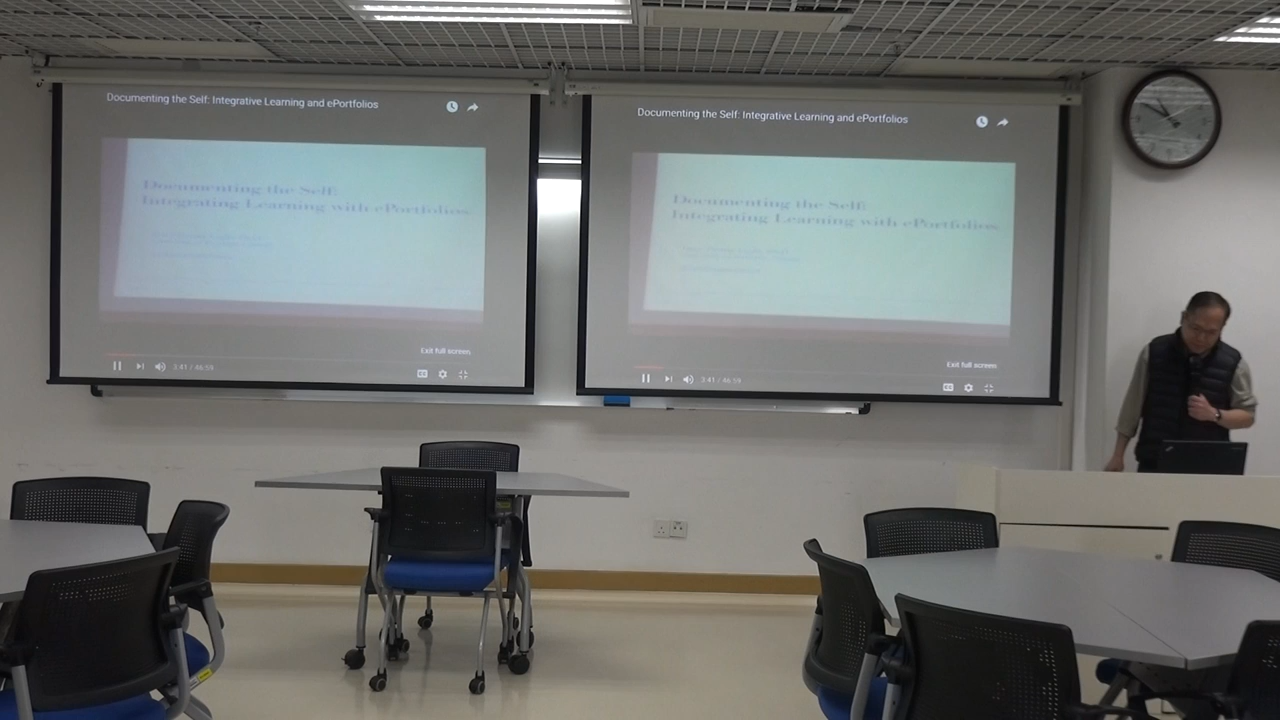 Documenting the Self: Integrative Learning and ePortfolios
Documenting the Self:
Integrating Learning with ePortfolios
Exit full screen
3:41 / 46:59
Documenting the Self: Integrative Learning and ePortfolios
Documenting the Self:
Integrating Learning with ePortfolios
Exit full screen
3:41 / 46:59